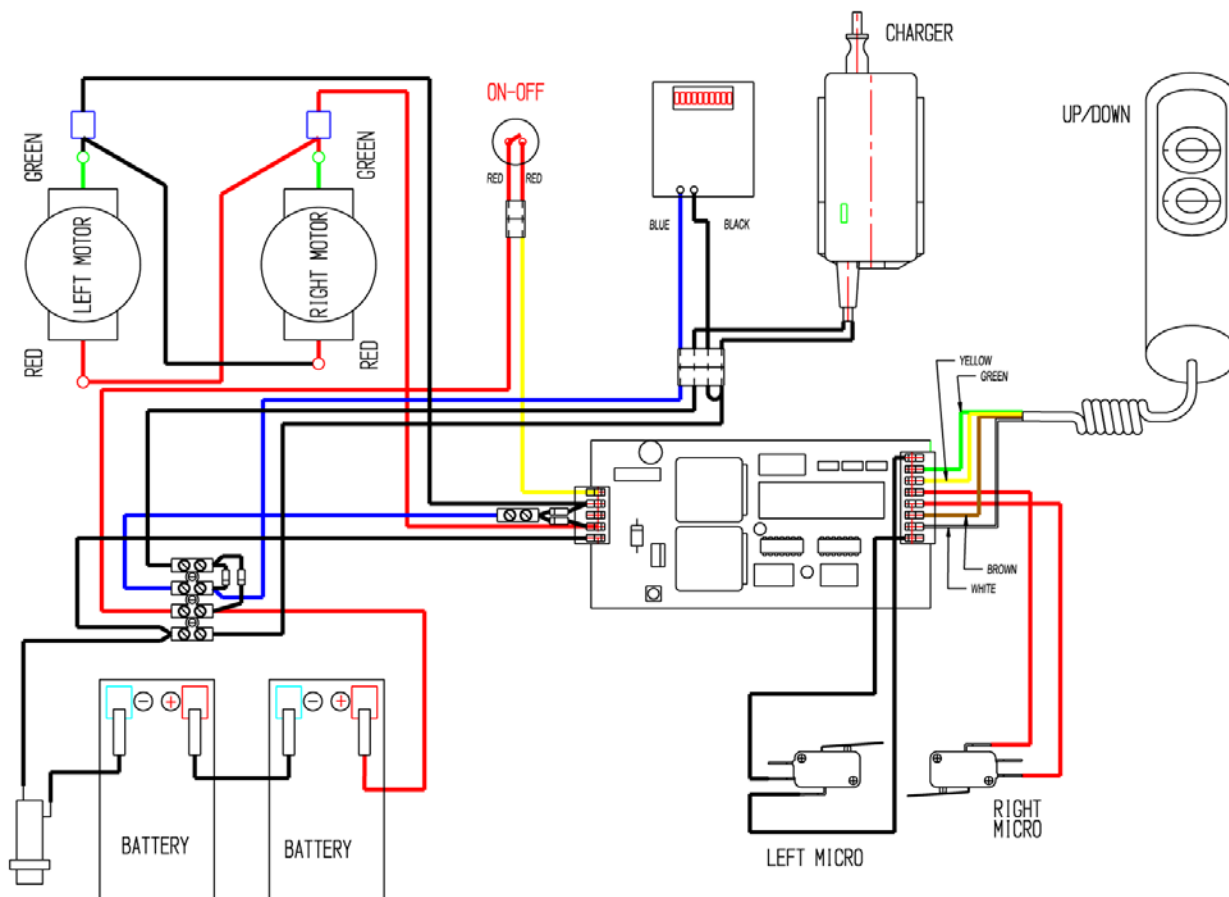 CHARGER
UP/DOWN
ON-OFF
GREEN
GREEN
RED
RED
LEFT MOTOR
RIGHT MOTOR
BLUE
BLACK
RED
RED
YELLOW
GREEN
BROWN
WHITE
BATTERY
BATTERY
LEFT MICRO
RIGHT
MICRO